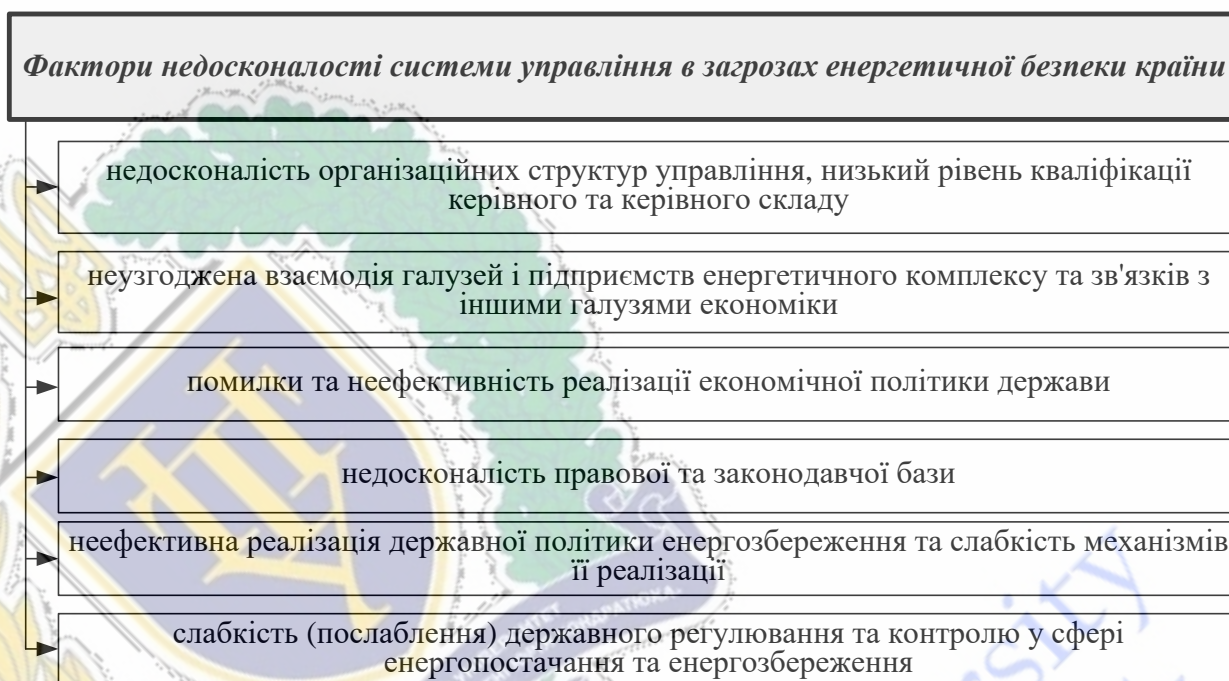 Фактори недосконалості системи управління в загрозах енергетичної безпеки країни
недосконалість організаційних структур управління, низький рівень кваліфікації
керівного та керівного складу
неузгоджена взаємодія галузей і підприємств енергетичного комплексу та зв'язків з
іншими галузями економіки
помилки та неефективність реалізації економічної політики держави
недосконалість правової та законодавчої бази
неефективна реалізація державної політики енергозбереження та слабкість механізмів
її реалізації
слабкість (послаблення) державного регулювання та контролю у сфері
енергопостачання та енергозбереження